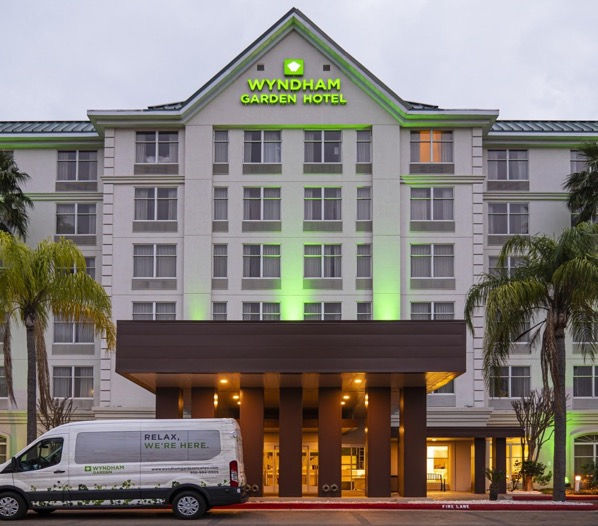 WYNDHAM
GARDEN HOTEL
RELAX,
WE'RE HERE.
WYNDHAM
GARDEN
FIRE LANE